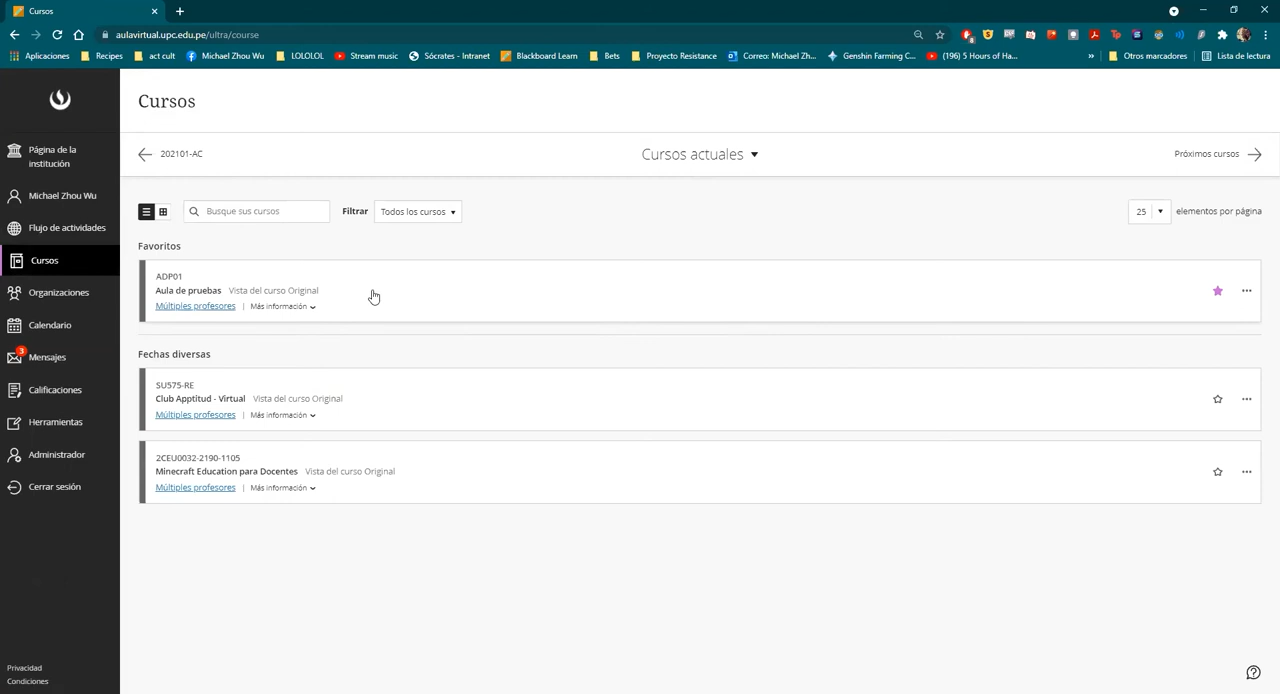 Cursos
aulavirtual.upc.edu.pe/ultra/course
Aplicaciones
Recipes
act cult
Michael Zhou Wu
LOLOLOL
Stream music
Sócrates - Intranet
Blackboard Learn
Bets
Proyecto Resistance
Correo: Michael Zh...
Genshin Farming C...
(196) 5 Hours of Ha...
»
Otros marcadores
Lista de lectura
Página de la
institución
Michael Zhou Wu
Flujo de actividades
Cursos
Organizaciones
Calendario
3
Mensajes
Calificaciones
Herramientas
Administrador
Cerrar sesión
Privacidad
Condiciones
Cursos
202101-AC
Cursos actuales
Próximos cursos
Busque sus cursos
Filtrar
Todos los cursos
25
elementos por página
Favoritos
ADP01
Aula de pruebas Vista del curso Original
Múltiples profesores | Más información
Fechas diversas
SU575-RE
Club Apptitud - Virtual Vista del curso Original
Múltiples profesores | Más información
2CEU0032-2190-1105
Minecraft Education para Docentes Vista del curso Original
Múltiples profesores | Más información